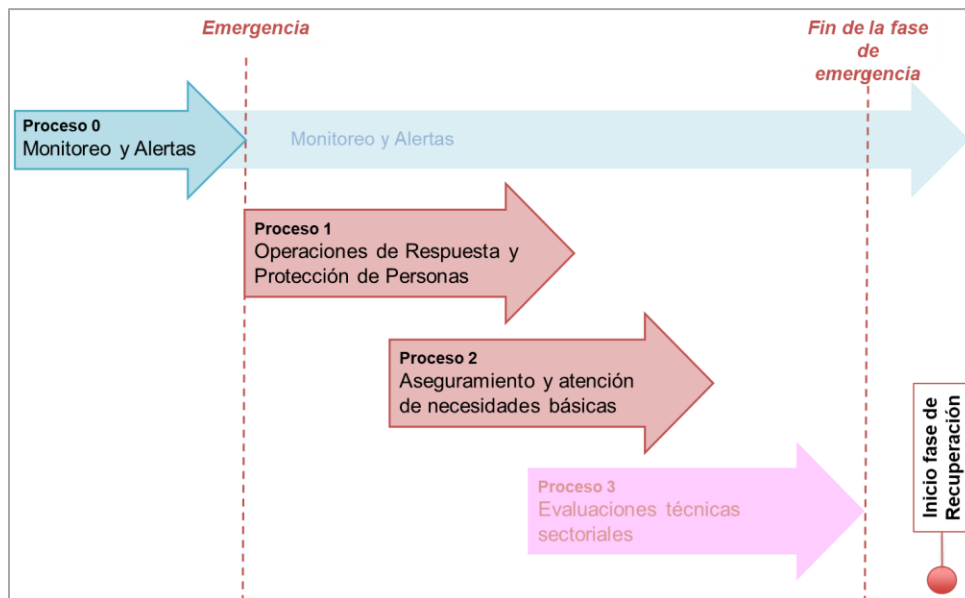 Emergencia
Fin de la fase
de
emergencia
Proceso 0
Monitoreo y Alertas
Monitoreo y Alertas
Proceso 1
Operaciones de Respuesta y
Protección de Personas
Proceso 2
Aseguramiento y atención
de necesidades básicas
Proceso 3
Evaluaciones técnicas
sectoriales
Inicio fase de
Recuperación